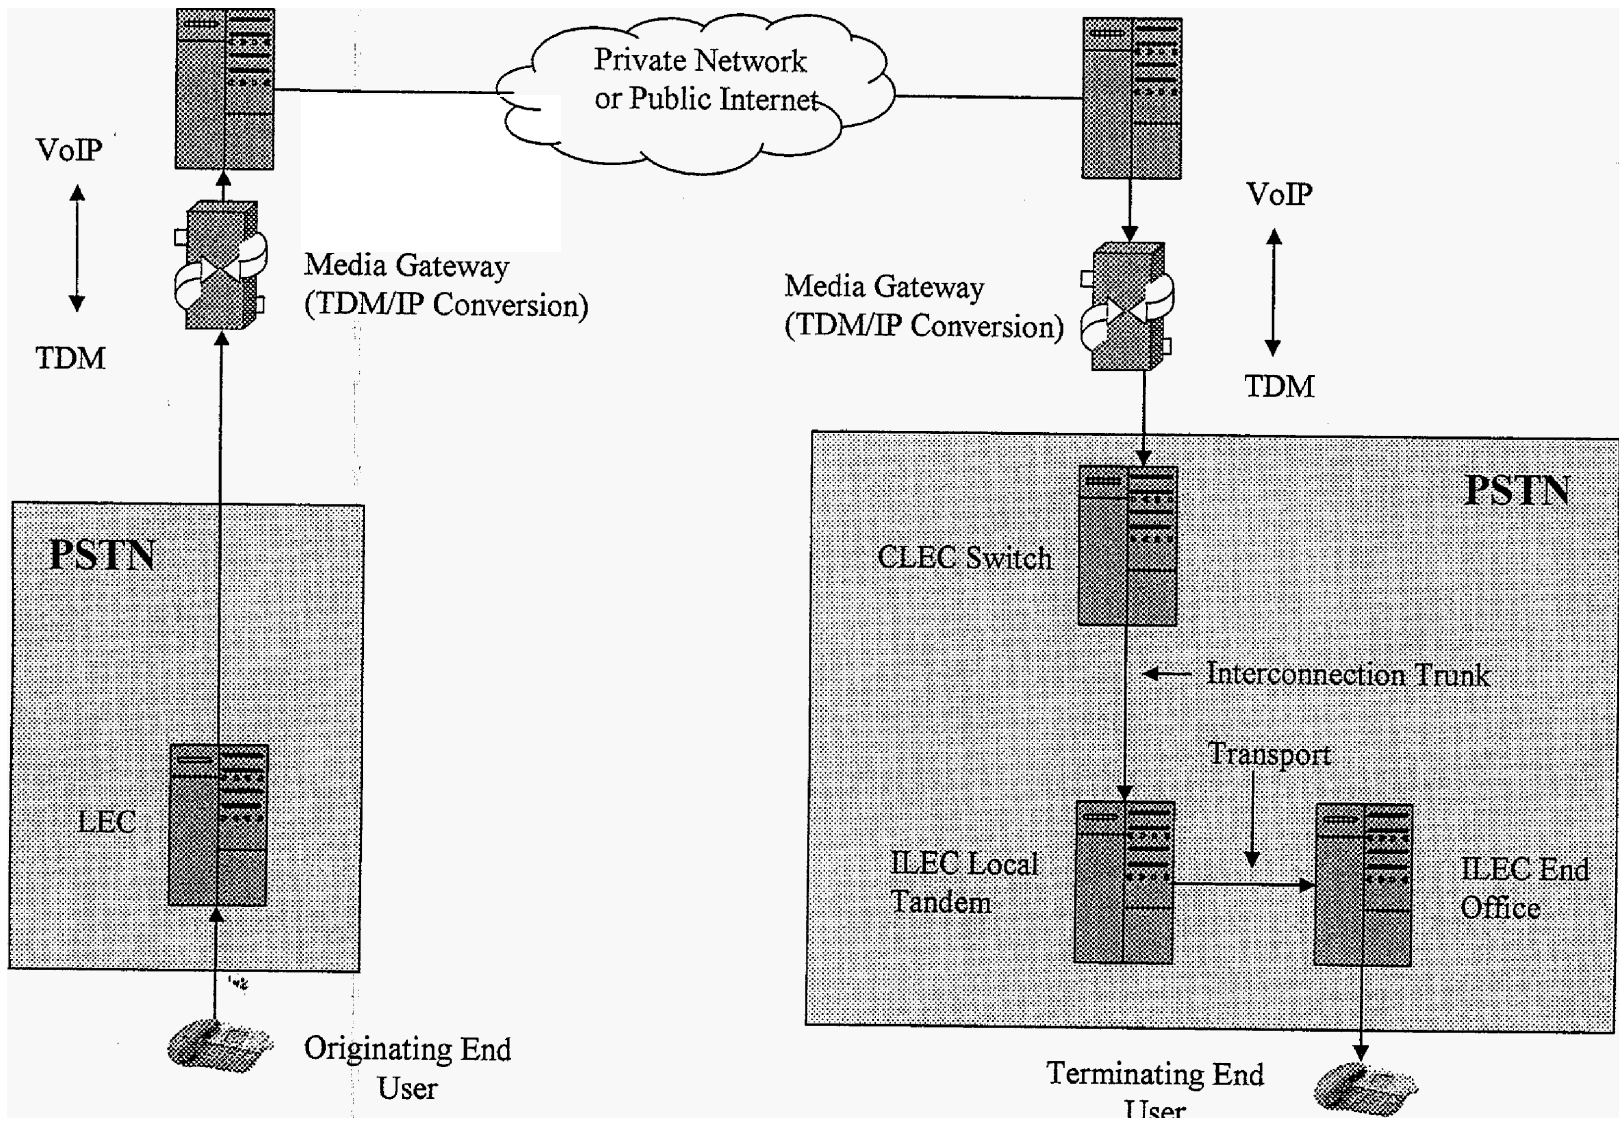 Private Network
or Public Internet
VoIP
TDM
Media Gateway
(TDM/IP Conversion)
Media Gateway
(TDM/IP Conversion)
VoIP
TDM
PSTN
LEC
Originating End
User
PSTN
CLEC Switch
Interconnection Trunk
Transport
ILEC Local
Tandem
ILEC End
Office
Terminating End
User